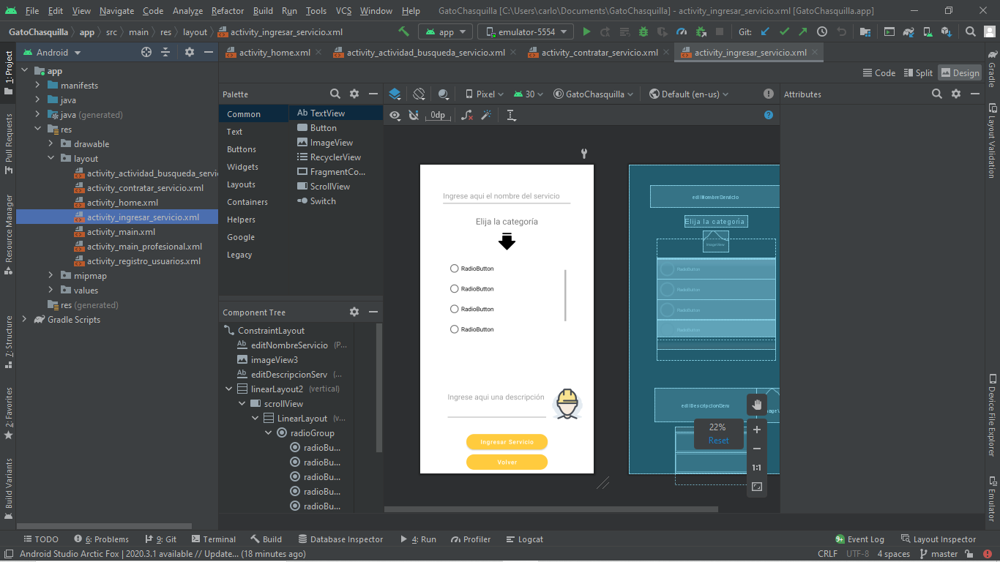 File Edit View Navigate Code Analyze Refactor Build Run Tools VCS Window Help GatoChasquilla [C:\Users\carlo\Documents\GatoChasquilla] - activity_ingresar_servicio.xml [GatoChasquilla.app]
GatoChasquilla app src main res layout activity_ingresar_servicio.xml app emulator-5554 Git:
Android activity_home.xml activity_actividad_busqueda_servicio.xml activity_contratar_servicio.xml activity_ingresar_servicio.xml
Code Split Design
1: Project
Pull Requests
Resource Manager
7: Structure
2: Favorites
Build Variants
app
manifests
java
java (generated)
res
drawable
layout
activity_actividad_busqueda_servic
activity_contratar_servicio.xml
activity_home.xml
activity_ingresar_servicio.xml
activity_main.xml
activity_main_profesional.xml
activity_registro_usuarios.xml
mipmap
values
res (generated)
Gradle Scripts
Palette
Common
Text
Buttons
Widgets
Layouts
Containers
Helpers
Google
Legacy
Ab TextView
Button
ImageView
RecyclerView
FragmentCo...
ScrollView
Switch
Component Tree
ConstraintLayout
Ab editNombreServicio (P...
imageView3
Ab editDescripcionServ (...
linearLayout2 (vertical)
scrollView
LinearLayout (v...
radioGroup
radioBu...
radioBu...
radioBu...
radioBu...
radioBu...
Pixel 30 GatoChasquilla Default (en-us)
0dp
Ingrese aqui el nombre del servicio
Elija la categoría
RadioButton
RadioButton
RadioButton
RadioButton
Ingrese aqui una descripción
Ingresar Servicio
Volver
editNombreServicio
Elija la categoría
ImageView
RadioButton
RadioButton
RadioButton
RadioButton
editDescripcionServ
22%
Reset
1:1
Attributes
Gradle
Layout Validation
Device File Explorer
Emulator
TODO 6: Problems 9: Git Terminal Build Database Inspector 4: Run Profiler Logcat 9+ Event Log Layout Inspector
Android Studio Arctic Fox | 2020.3.1 available // Update... (18 minutes ago) CRLF UTF-8 4 spaces master